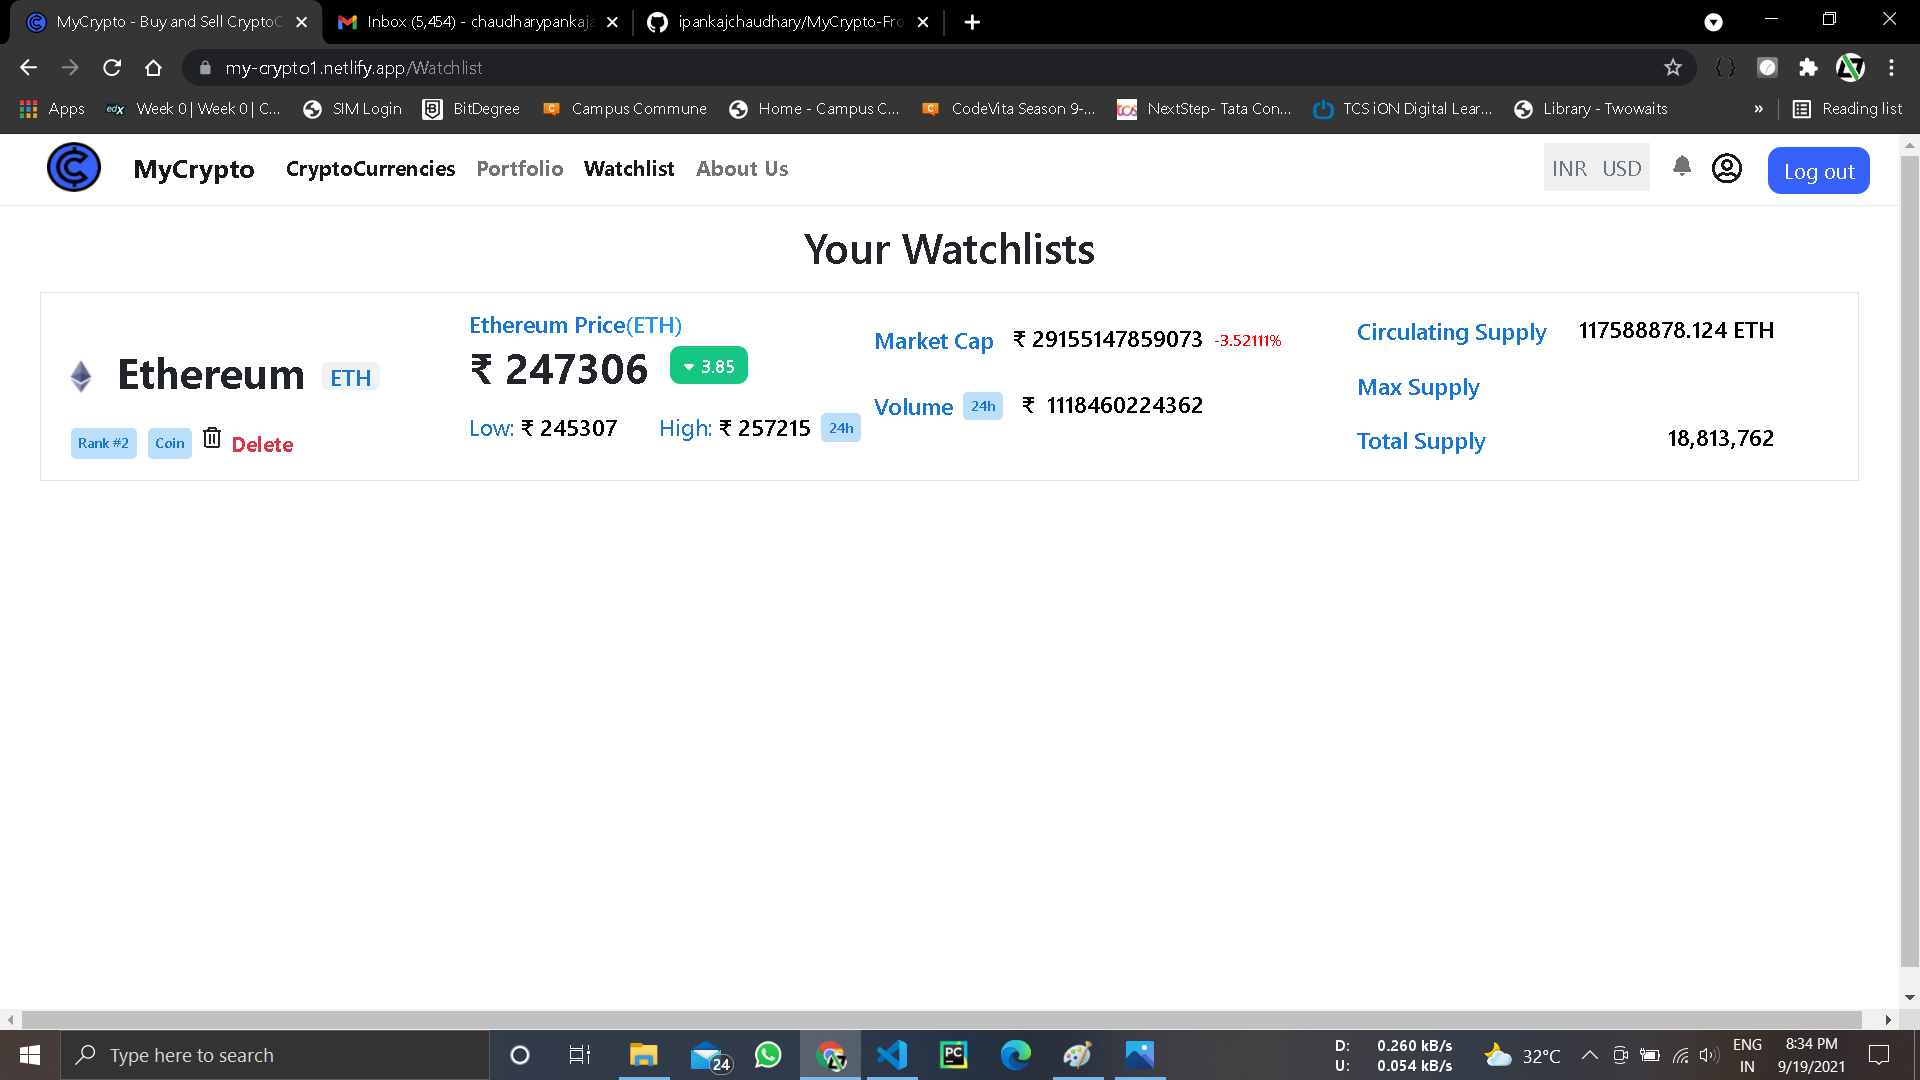 MyCrypto - Buy and Sell CryptoC
Inbox (5,454) - chaudharypankaja
ipankajchaudhary/MyCrypto-Fro
my-crypto1.netlify.app/Watchlist
Apps
edx Week 0 | Week 0 | C...
SIM Login
BitDegree
Campus Commune
Home - Campus C...
CodeVita Season 9-...
tcs NextStep- Tata Con...
TCS iON Digital Lear...
Library - Twowaits
»
Reading list
MyCrypto CryptoCurrencies Portfolio Watchlist About Us INR USD Log out
Your Watchlists
Ethereum ETH
Rank #2 Coin Delete
Ethereum Price(ETH)
₹ 247306 3.85
Low: ₹ 245307 High: ₹ 257215 24h
Market Cap ₹ 29155147859073 -3.52111%
Volume 24h ₹ 1118460224362
Circulating Supply 117588878.124 ETH
Max Supply
Total Supply 18,813,762
Type here to search
24
PC
D: 0.260 kB/s
U: 0.054 kB/s
32°C
ENG
IN
8:34 PM
9/19/2021